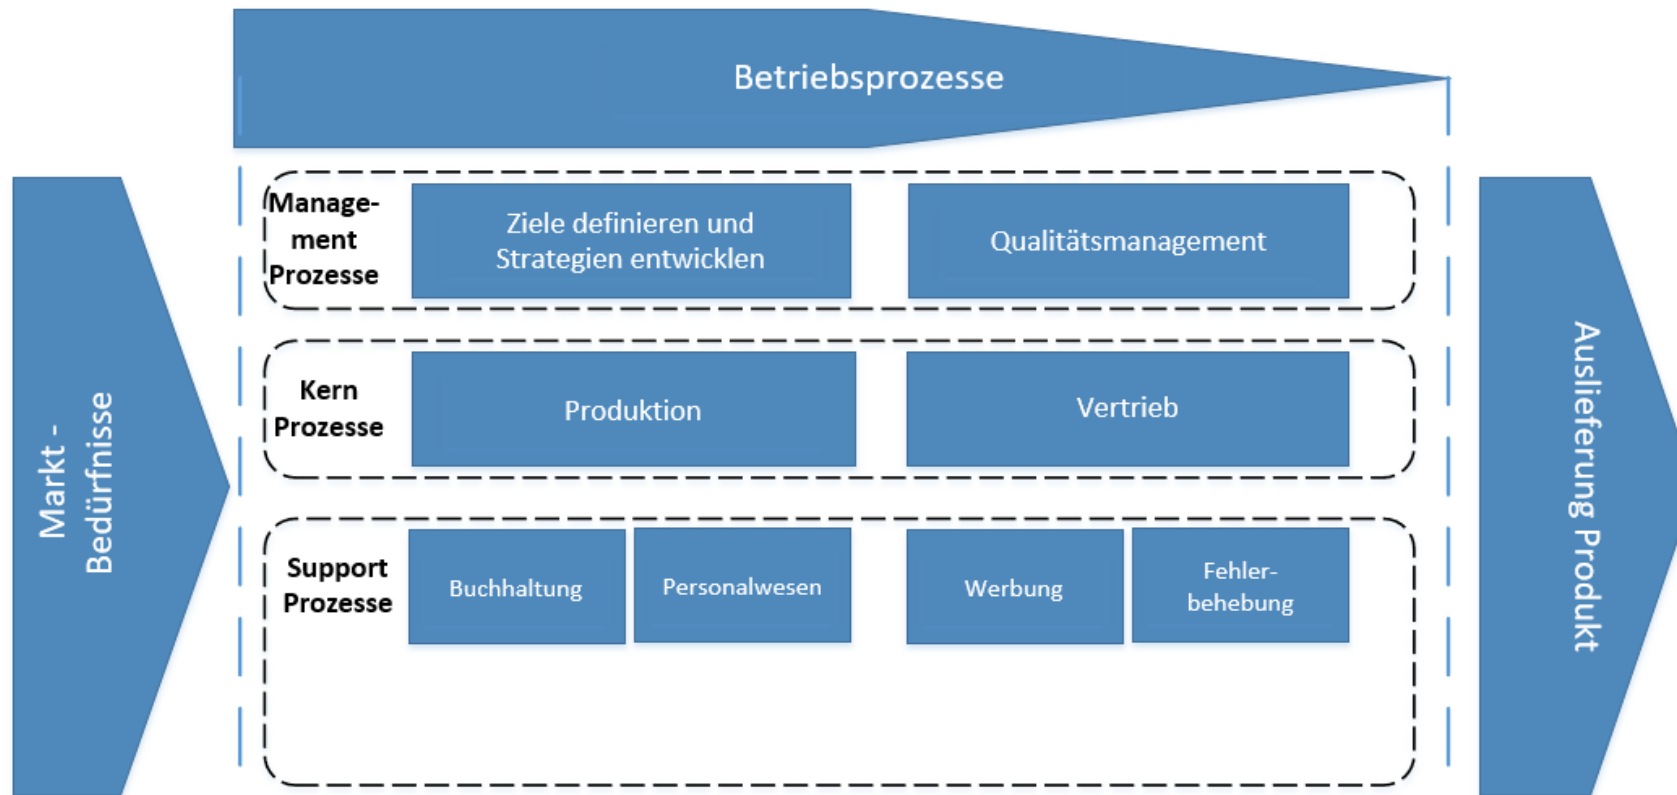 Betriebsprozesse
Markt -
Bedürfnisse
Manage-
ment
Prozesse
Ziele definieren und
Strategien entwicklen
Qualitätsmanagement
Kern
Prozesse
Produktion
Vertrieb
Support
Prozesse
Buchhaltung
Personalwesen
Werbung
Fehler-
behebung
Auslieferung Produkt